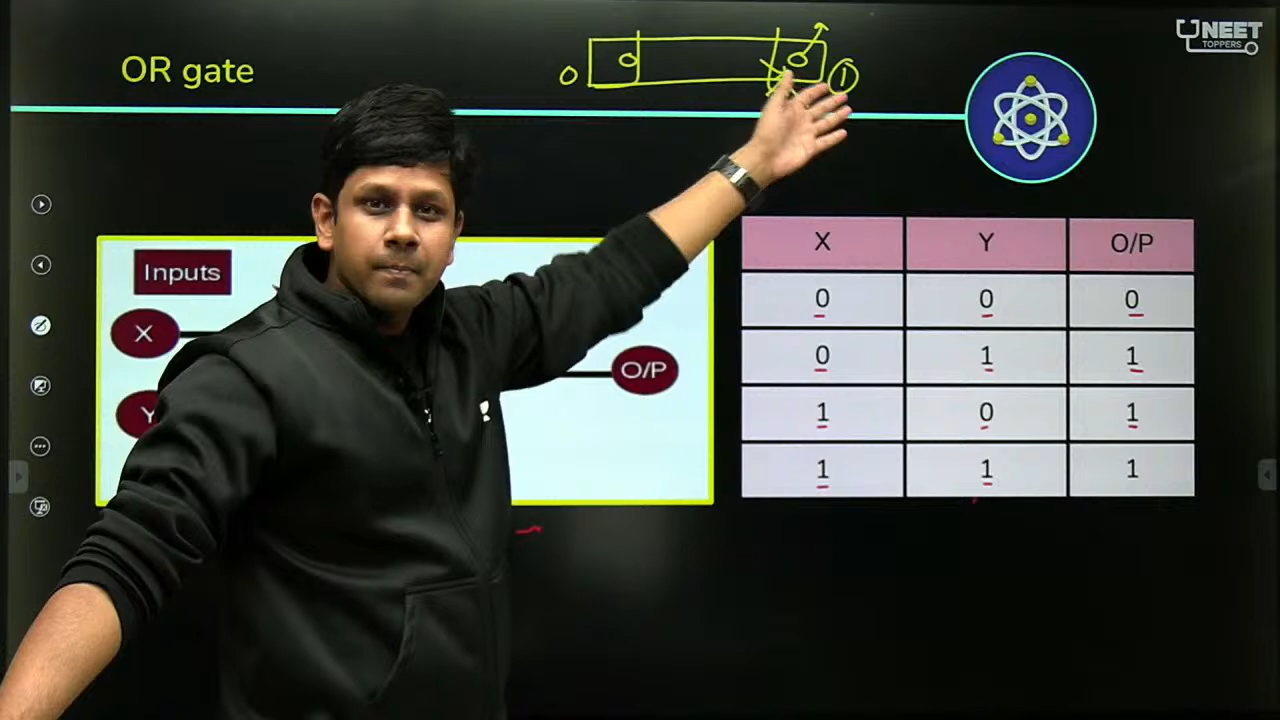 OR gate
0 0 0 1
NEET
TOPPERS
Inputs
X
Y
O/P
X Y O/P
0 0 0
0 1 1
1 0 1
1 1 1